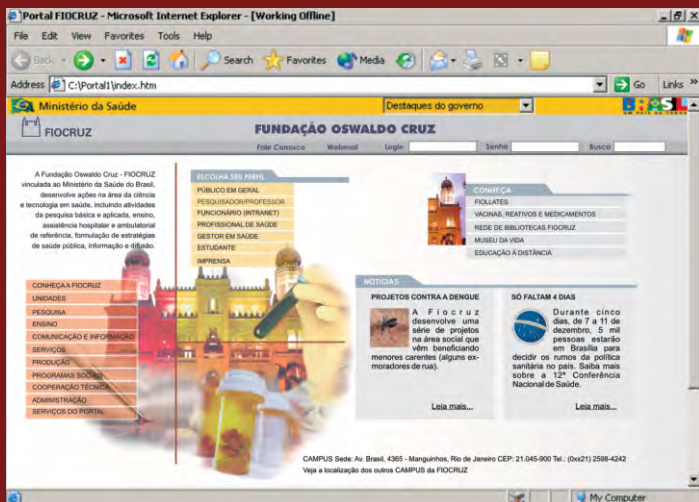 Portal FIOCRUZ - Microsoft Internet Explorer - [Working Offline]
File Edit View Favorites Tools Help
Back Search Favorites Media
Address C:\Portal1\index.htm Go Links »
Ministério da Saúde Destaques do governo BRASIL
UM PAÍS DE TODOS
FIOCRUZ FUNDAÇÃO OSWALDO CRUZ
Fale Conosco Webmail Login Senha Busca
A Fundação Oswaldo Cruz - FIOCRUZ
vinculada ao Ministério da Saúde do Brasil,
desenvolve ações na área da ciência
e tecnologia em saúde, incluindo atividades
da pesquisa básica e aplicada, ensino,
assistência hospitalar e ambulatorial
de referência, formulação de estratégias
de saúde pública, informação e difusão.
ESCOLHA SEU PERFIL
PÚBLICO EM GERAL
PESQUISADOR/PROFESSOR
FUNCIONÁRIO (INTRANET)
PROFISSIONAL DE SAÚDE
GESTOR EM SAÚDE
ESTUDANTE
IMPRENSA
CONHEÇA
FIOLLATES
VACINAS, REATIVOS E MEDICAMENTOS
REDE DE BIBLIOTECAS FIOCRUZ
MUSEU DA VIDA
EDUCAÇÃO À DISTÂNCIA
CONHEÇA A FIOCRUZ
UNIDADES
PESQUISA
ENSINO
COMUNICAÇÃO E INFORMAÇÃO
SERVIÇOS
PRODUÇÃO
PROGRAMAS SOCIAIS
COOPERAÇÃO TÉCNICA
ADMINISTRAÇÃO
SERVIÇOS DO PORTAL
NOTÍCIAS
PROJETOS CONTRA A DENGUE
A Fiocruz
desenvolve uma
série de projetos
na área social que
vêm beneficiando
menores carentes (alguns ex-
moradores de rua).
Leia mais...
SÓ FALTAM 4 DIAS
Durante cinco
dias, de 7 a 11 de
dezembro, 5 mil
pessoas estarão
em Brasília para
decidir os rumos da política
sanitária no país. Saiba mais
sobre a 12ª Conferência
Nacional de Saúde.
Leia mais...
CAMPUS Sede: Av. Brasil, 4365 - Manguinhos, Rio de Janeiro CEP: 21.045-900 Tel.: (0xx21) 2598-4242
Veja a localização dos outros CAMPUS da FIOCRUZ
My Computer